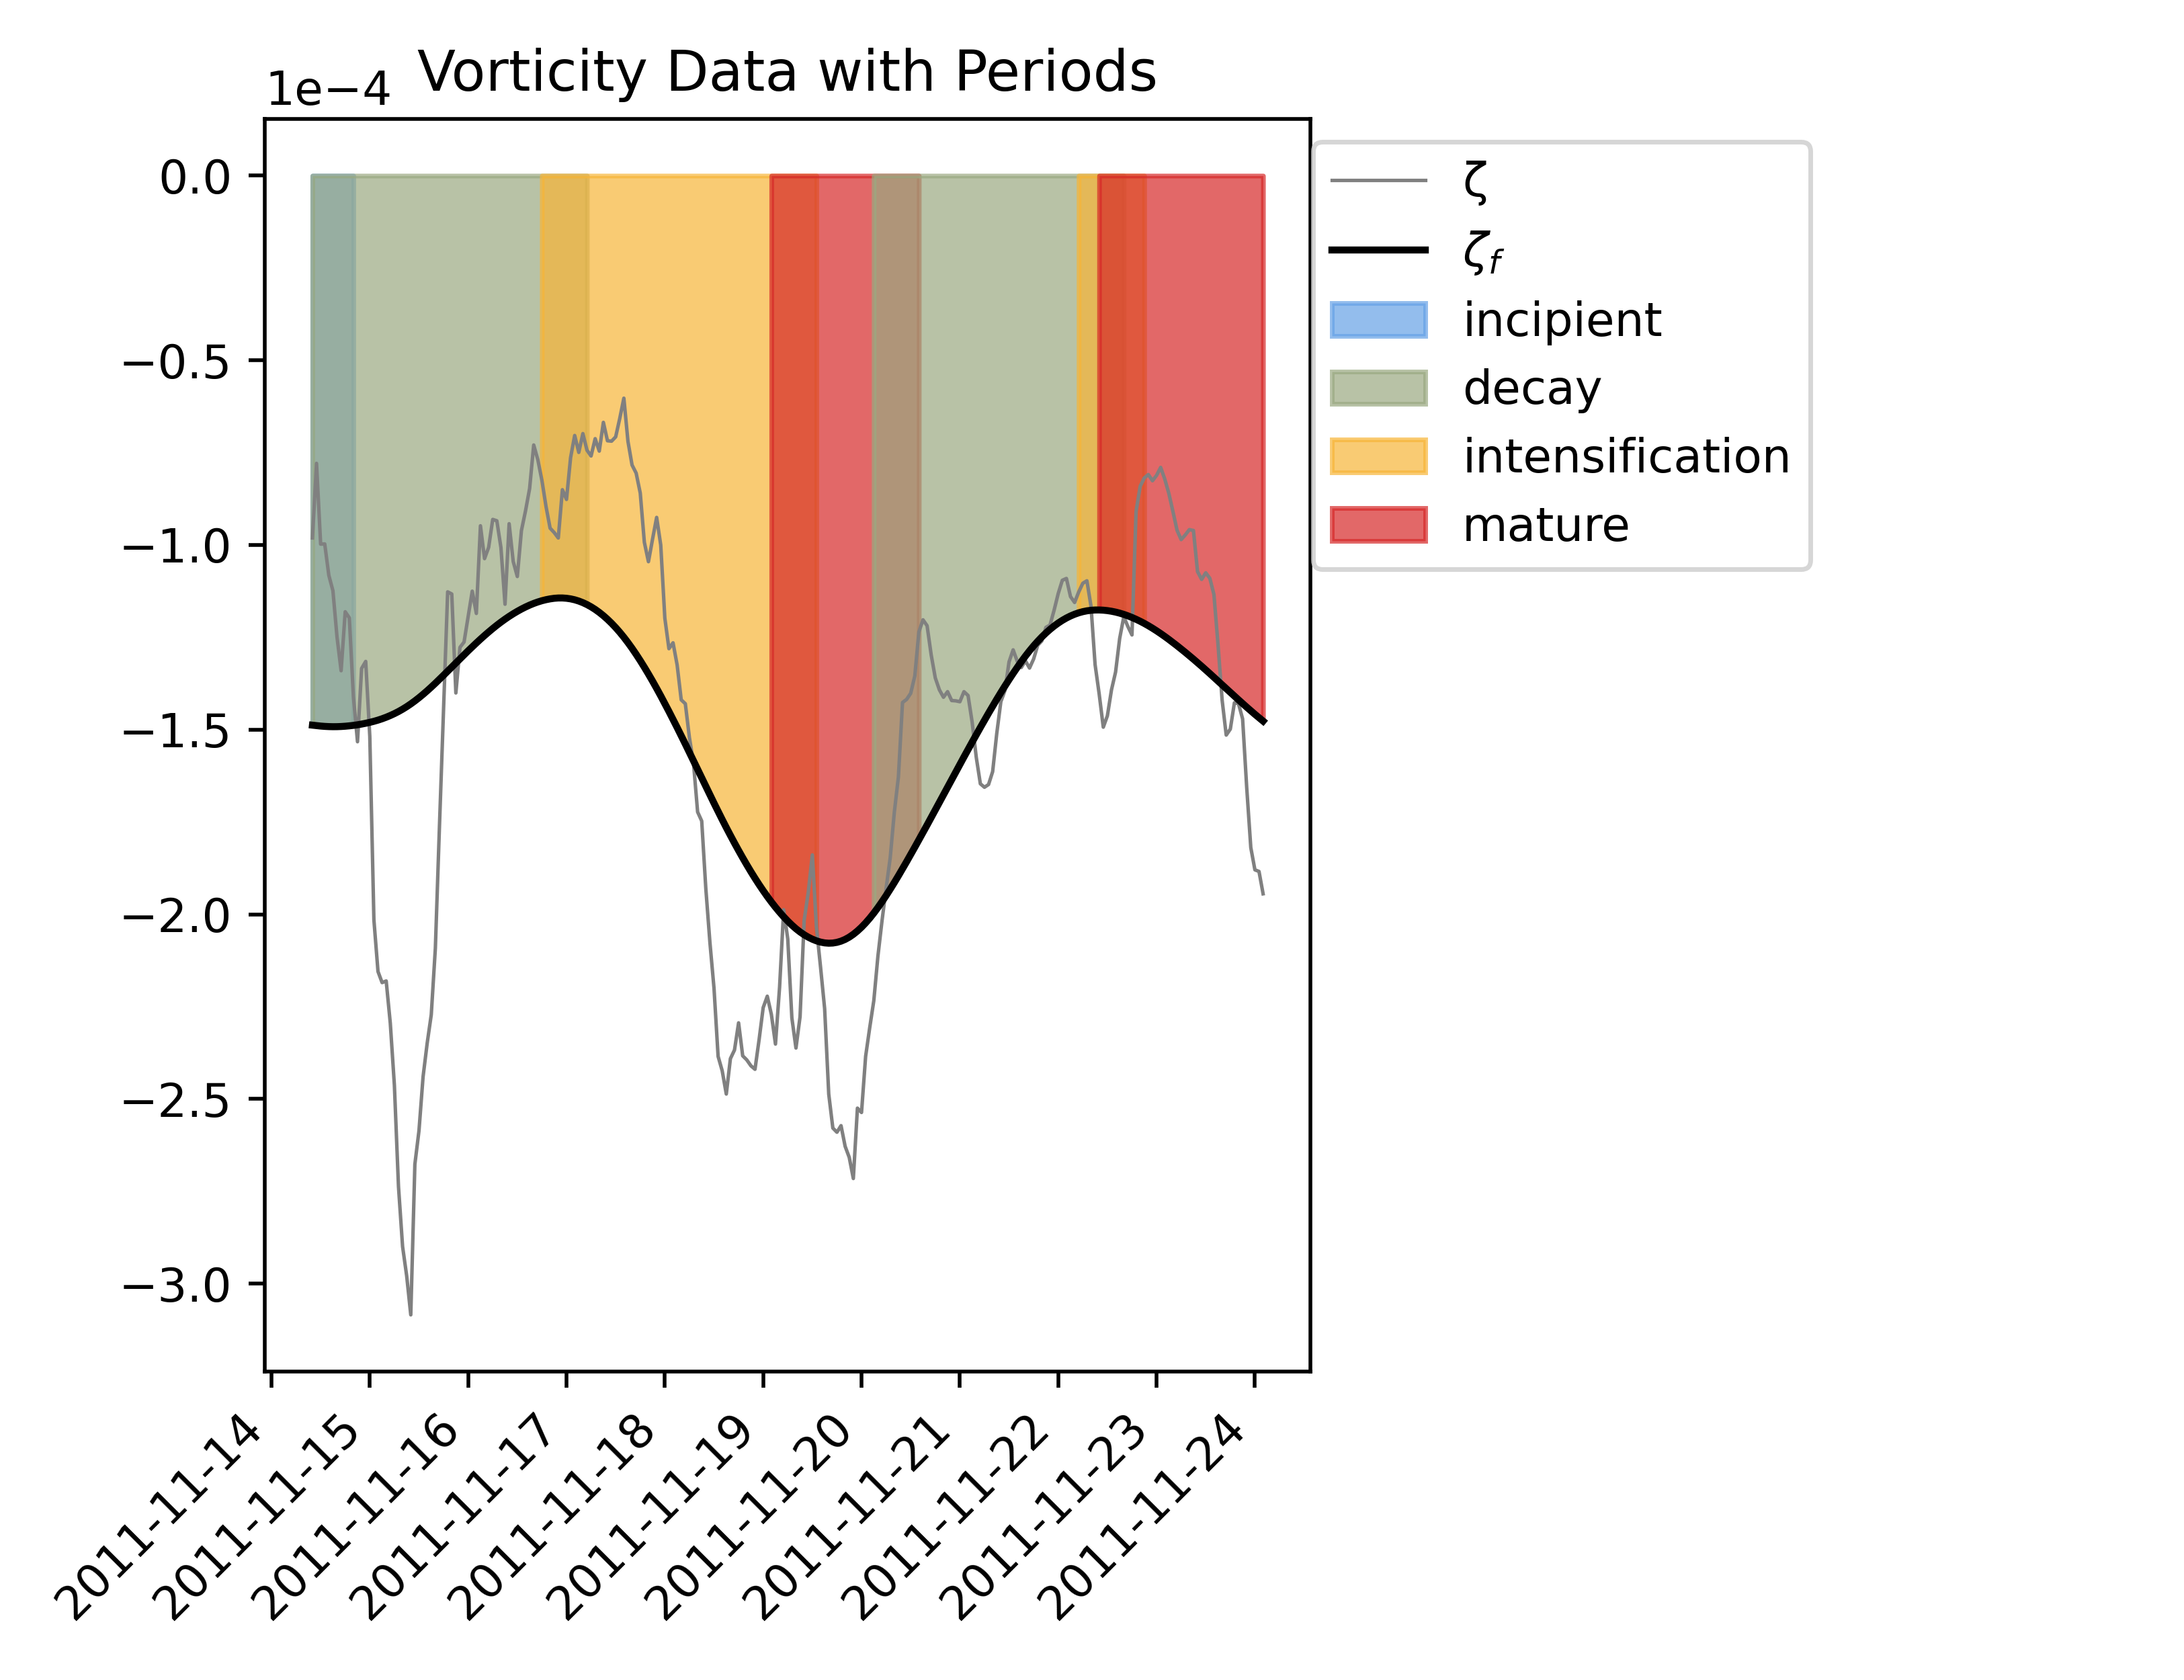 Vorticity Data with Periods
1e−4
0.0
−0.5
−1.0
−1.5
−2.0
−2.5
−3.0
2011-11-14
2011-11-15
2011-11-16
2011-11-17
2011-11-18
2011-11-19
2011-11-20
2011-11-21
2011-11-22
2011-11-23
2011-11-24
ζ
ζf
incipient
decay
intensification
mature